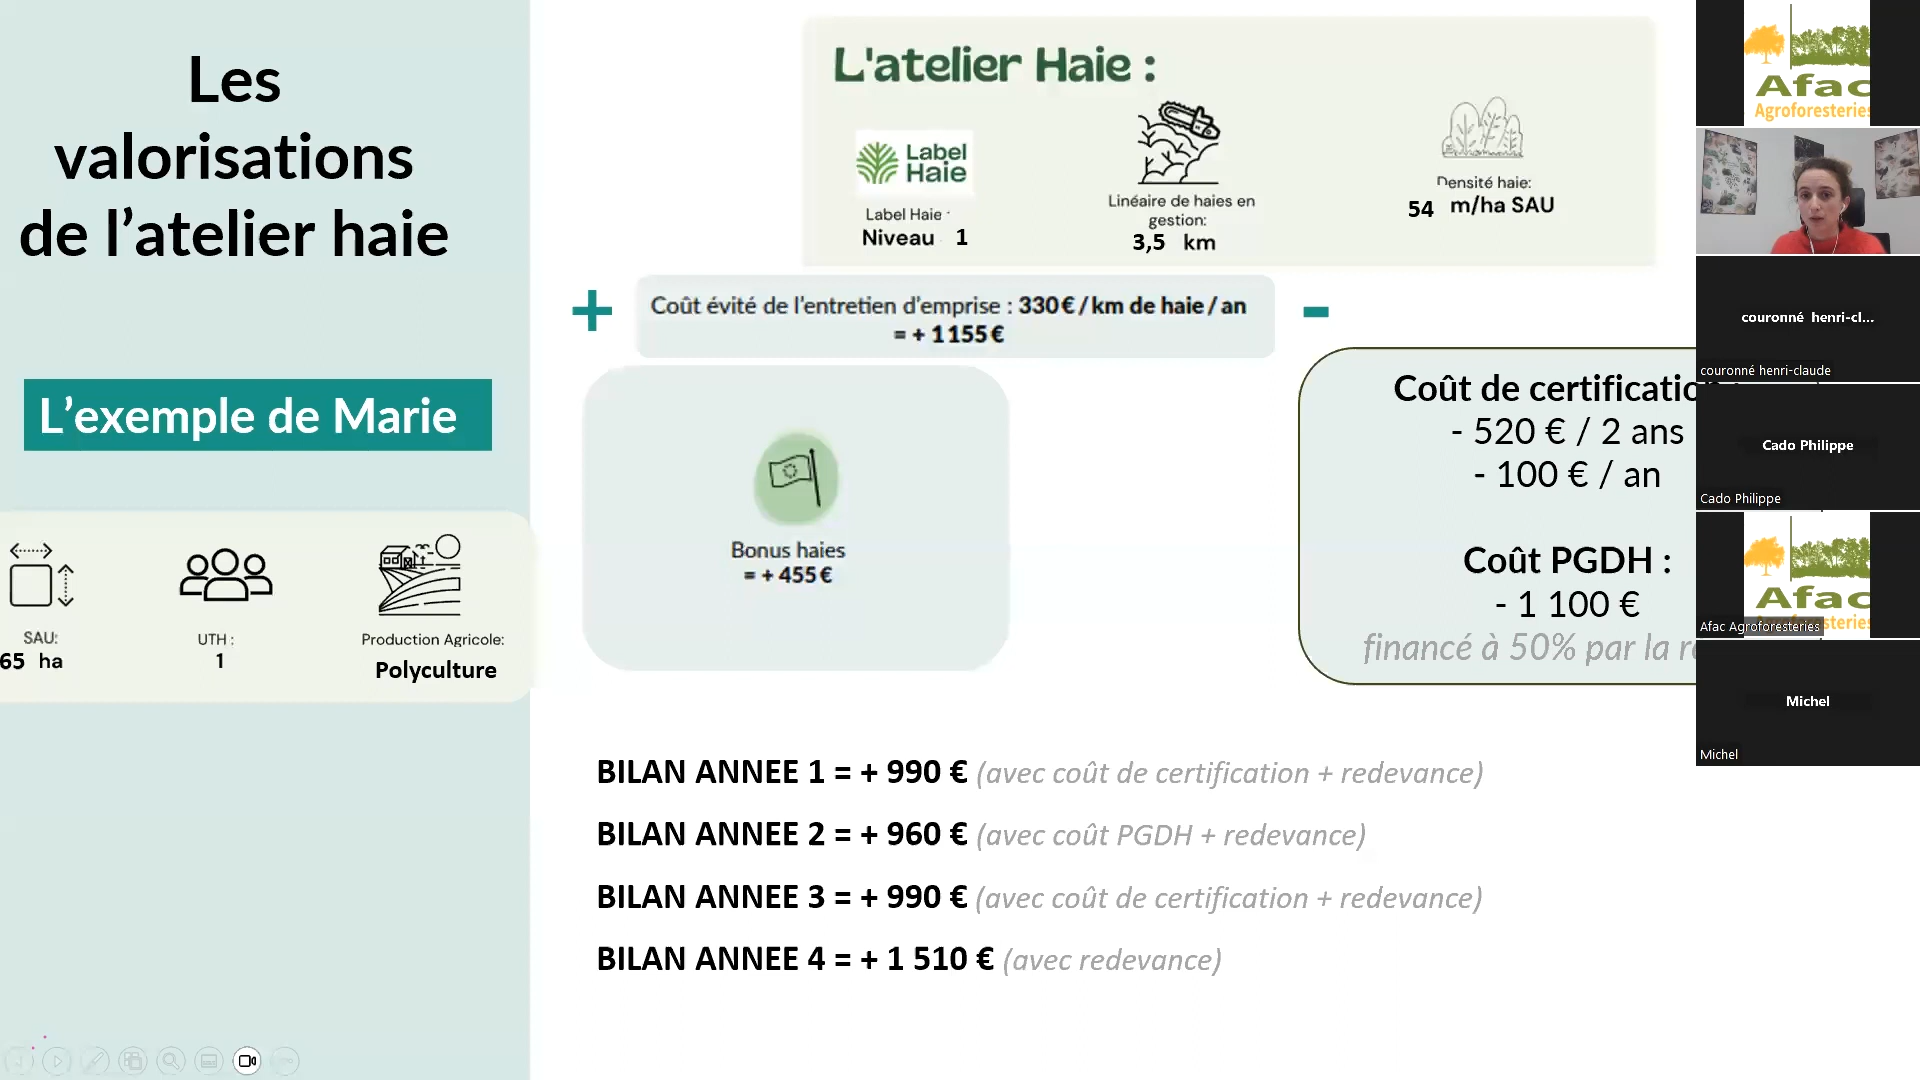 Les
valorisations
de l’atelier haie
L’exemple de Marie
SAU:
65 ha
UTH :
1
Production Agricole:
Polyculture
L'atelier Haie :
Label
Haie
Label Haie :
Niveau 1
Linéaire de haies en
gestion:
3,5 km
Densité haie:
54 m/ha SAU
+
Coût évité de l’entretien d’emprise : 330 € / km de haie / an
= + 1 155 €
-
Bonus haies
= + 455 €
Coût de certificatio
- 520 € / 2 ans
- 100 € / an
Coût PGDH :
- 1 100 €
financé à 50% par la
BILAN ANNEE 1 = + 990 € (avec coût de certification + redevance)
BILAN ANNEE 2 = + 960 € (avec coût PGDH + redevance)
BILAN ANNEE 3 = + 990 € (avec coût de certification + redevance)
BILAN ANNEE 4 = + 1 510 € (avec redevance)
Afac
Agroforesteries
couronné henri-cl...
couronné henri-claude
Cado Philippe
Cado Philippe
Afac
Afac Agroforesteries
Michel
Michel